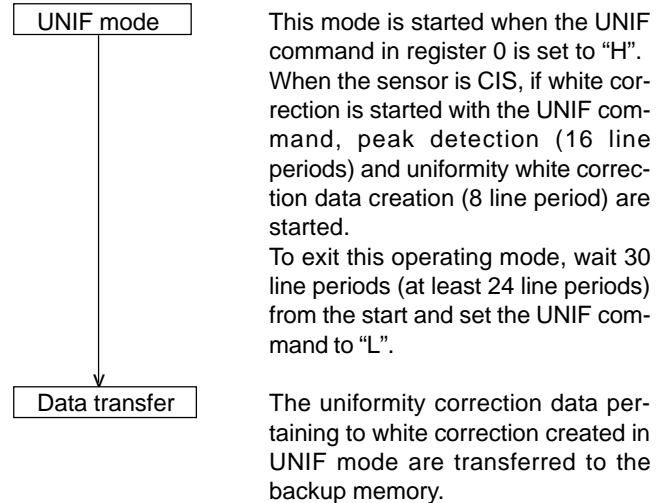 UNIF mode
This mode is started when the UNIF
command in register 0 is set to “H”.
When the sensor is CIS, if white cor-
rection is started with the UNIF com-
mand, peak detection (16 line
periods) and uniformity white correc-
tion data creation (8 line period) are
started.
To exit this operating mode, wait 30
line periods (at least 24 line periods)
from the start and set the UNIF com-
mand to “L”.
Data transfer
The uniformity correction data per-
taining to white correction created in
UNIF mode are transferred to the
backup memory.